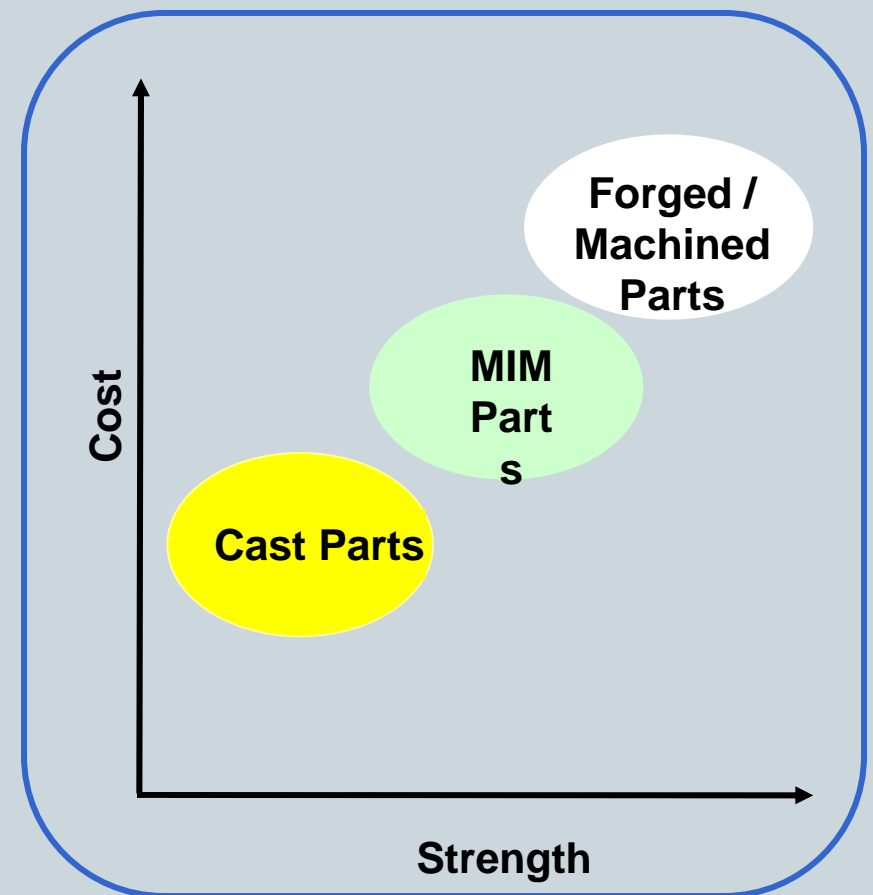 Forged /
Machined
Parts
MIM
Part
s
Cost
Cast Parts
Strength